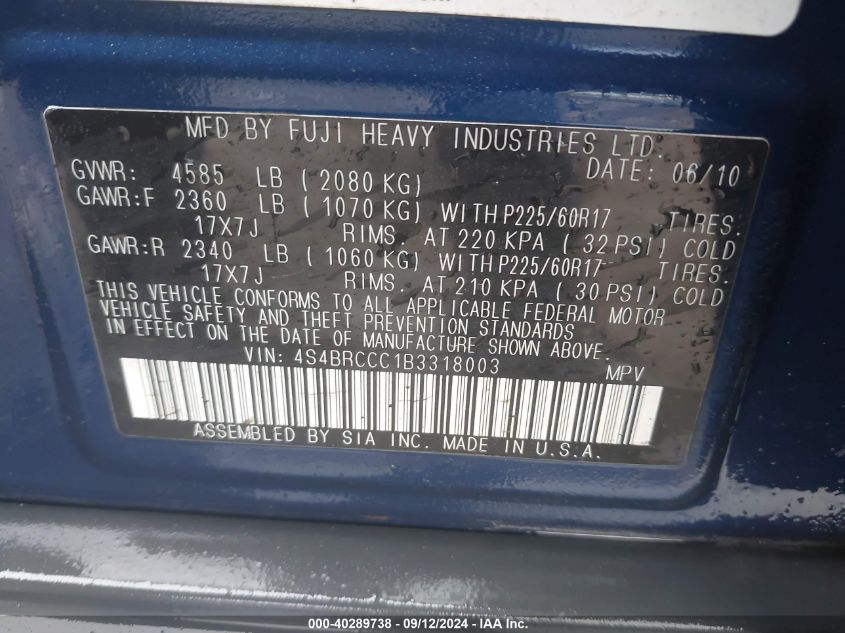 MFD BY FUJI HEAVY INDUSTRIES LTD.
DATE: 06/10
GVWR: 4585 LB ( 2080 KG)
GAWR:F 2360 LB ( 1070 KG) WITH P225/60R17 TIRES.
17X7J RIMS. AT 220 KPA ( 32 PSI) COLD
GAWR:R 2340 LB ( 1060 KG) WITH P225/60R17 TIRES.
17X7J RIMS. AT 210 KPA ( 30 PSI) COLD
THIS VEHICLE CONFORMS TO ALL APPLICABLE FEDERAL MOTOR
VEHICLE SAFETY AND THEFT PREVENTION STANDARDS
IN EFFECT ON THE DATE OF MANUFACTURE SHOWN ABOVE.
VIN: 4S4BRCCC1B3318003 MPV
ASSEMBLED BY SIA INC. MADE IN U.S.A.
000-40289738 - 09/12/2024 - IAA Inc.